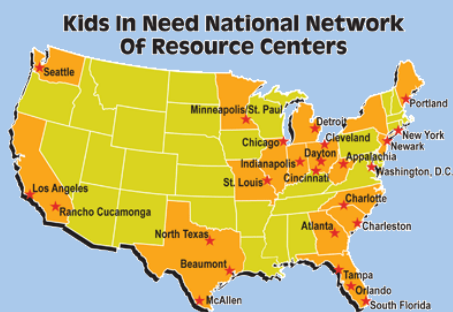 Kids In Need National Network
Of Resource Centers
Seattle
Minneapolis/St. Paul
Portland
Detroit
Cleveland
New York
Chicago
Newark
Dayton
Appalachia
Indianapolis
Washington, D.C.
St. Louis
Cincinnati
Los Angeles
Charlotte
Rancho Cucamonga
Charleston
Atlanta
North Texas
Beaumont
Tampa
Orlando
McAllen
South Florida